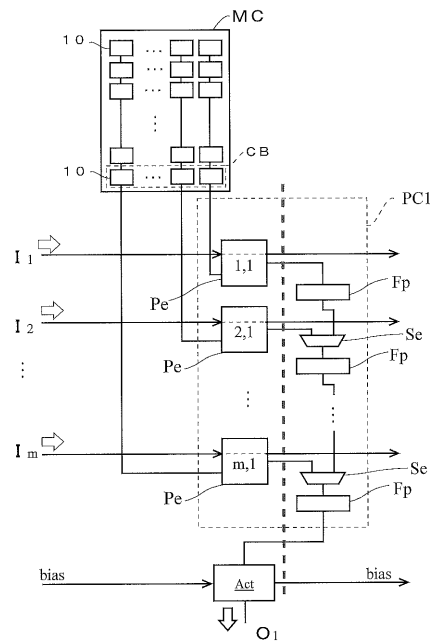 MC
10
...
...
...
⋮
CB
10
...
PC1
I1
1,1
Fp
Pe
I2
2,1
Se
Fp
Pe
⋮
⋮
⋮
Im
m,1
Se
Pe
Fp
bias
Act
bias
O1